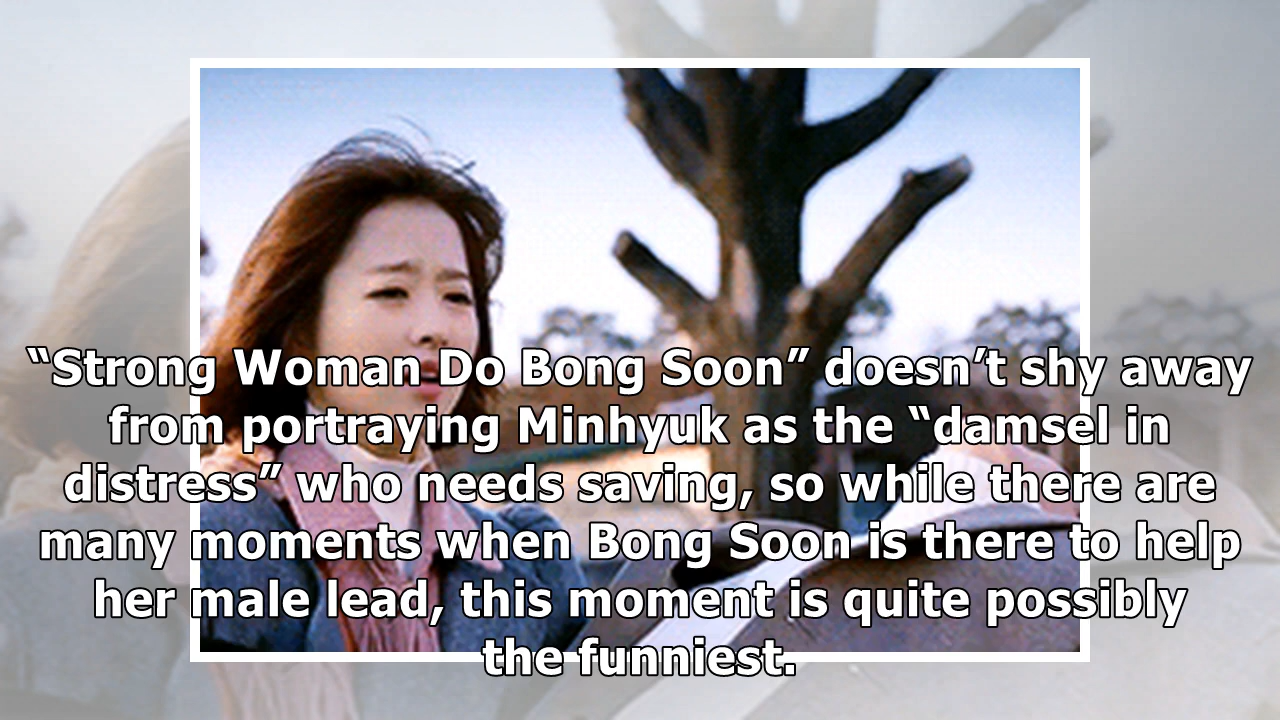 “Strong Woman Do Bong Soon” doesn’t shy away
from portraying Minhyuk as the “damsel in
distress” who needs saving, so while there are
many moments when Bong Soon is there to help
her male lead, this moment is quite possibly
the funniest.